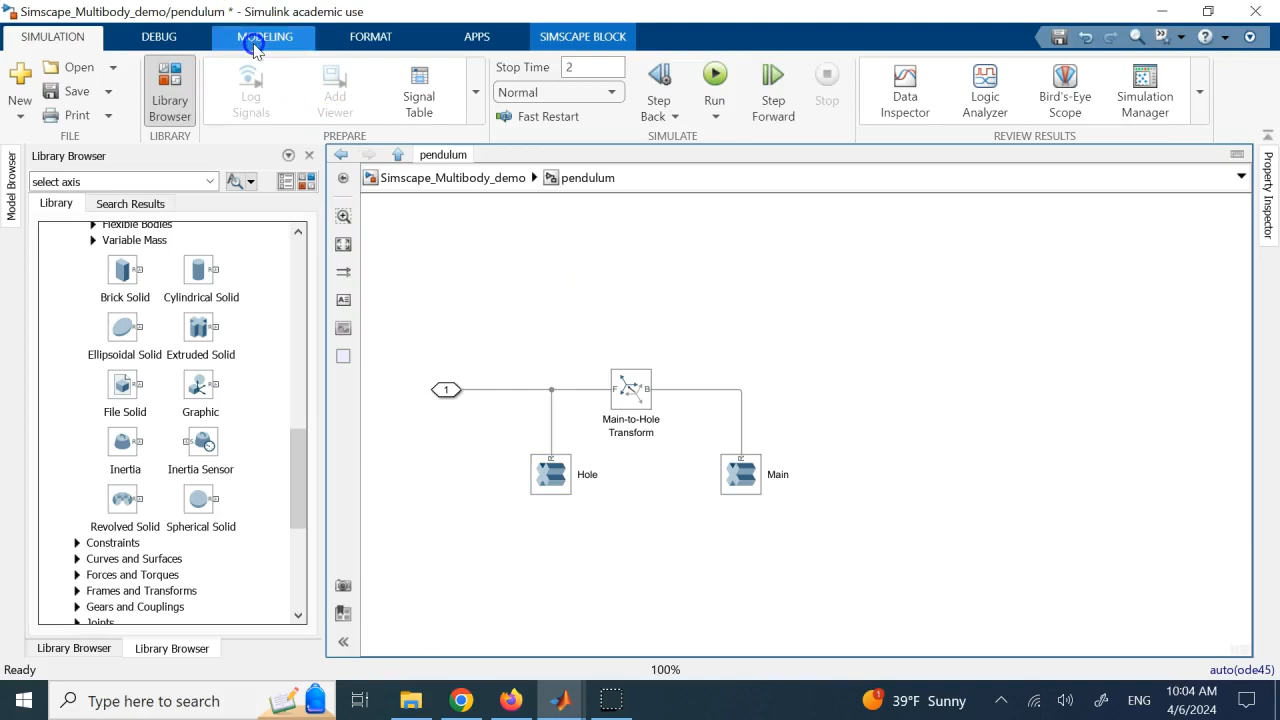 Simscape_Multibody_demo/pendulum * - Simulink academic use
SIMULATION
DEBUG
MODELING
FORMAT
APPS
SIMSCAPE BLOCK
New
Open
Save
Print
FILE
Library
Browser
LIBRARY
Log
Signals
Add
Viewer
Signal
Table
PREPARE
Stop Time
2
Normal
Fast Restart
Step
Back
Run
Step
Forward
Stop
SIMULATE
Data
Inspector
Logic
Analyzer
Bird's-Eye
Scope
Simulation
Manager
REVIEW RESULTS
Model Browser
Library Browser
select axis
Library
Search Results
Flexible Bodies
Variable Mass
Brick Solid
Cylindrical Solid
Ellipsoidal Solid
Extruded Solid
File Solid
Graphic
Inertia
Inertia Sensor
Revolved Solid
Spherical Solid
Constraints
Curves and Surfaces
Forces and Torques
Frames and Transforms
Gears and Couplings
Joints
Library Browser
Library Browser
pendulum
Simscape_Multibody_demo
pendulum
1
F
B
Main-to-Hole
Transform
R
Hole
R
Main
Property Inspector
Ready
100%
auto(ode45)
Type here to search
1
39°F Sunny
ENG
10:04 AM
4/6/2024